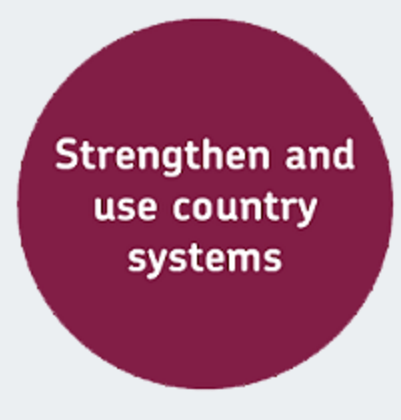 Strengthen and
use country
systems